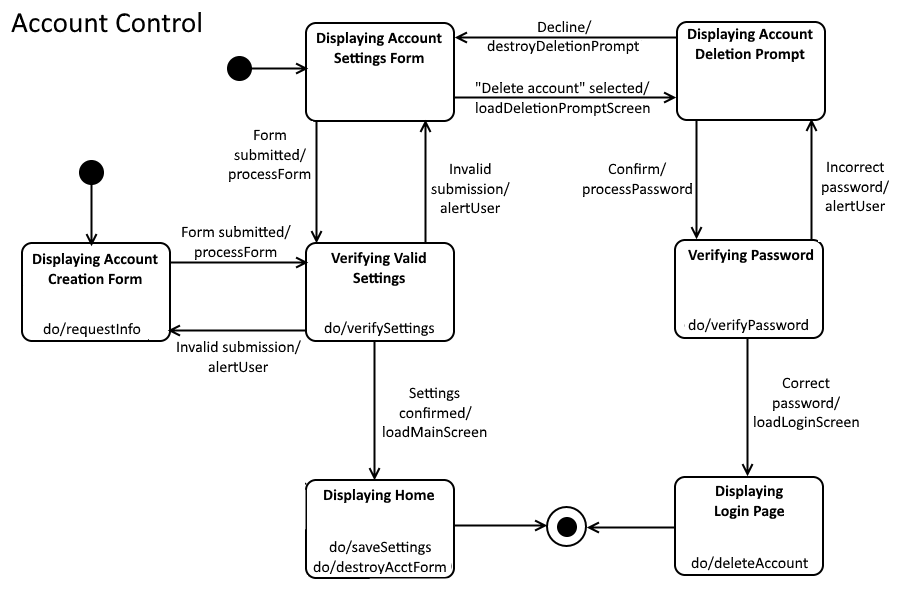 Account Control
Displaying Account
Settings Form
Decline/
destroyDeletionPrompt
"Delete account" selected/
loadDeletionPromptScreen
Displaying Account
Deletion Prompt
Form
submitted/
processForm
Invalid
submission/
alertUser
Confirm/
processPassword
Incorrect
password/
alertUser
Displaying Account
Creation Form
do/requestInfo
Form submitted/
processForm
Invalid submission/
alertUser
Verifying Valid
Settings
do/verifySettings
Verifying Password
do/verifyPassword
Settings
confirmed/
loadMainScreen
Correct
password/
loadLoginScreen
Displaying Home
do/saveSettings
do/destroyAcctForm
Displaying
Login Page
do/deleteAccount